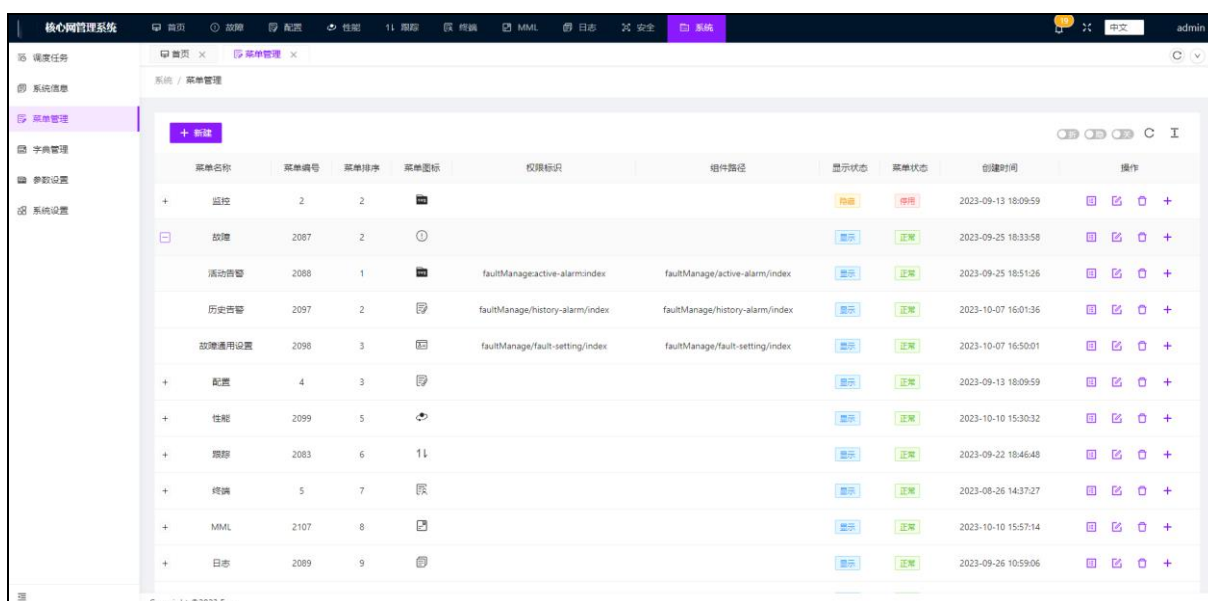 核心网管理系统 首页 故障 配置 性能 跟踪 终端 MML 日志 安全 系统 19 中文 admin
调度任务 首页 × 菜单管理 ×
系统信息 系统 / 菜单管理
菜单管理 + 新建
字典管理
参数设置
系统设置
菜单名称 菜单编号 菜单排序 菜单图标 权限标识 组件路径 显示状态 菜单状态 创建时间 操作
+ 监控 2 2 隐藏 停用 2023-09-13 18:09:59
故障 2087 2 显示 正常 2023-09-25 18:33:58
活动告警 2088 1 faultManage:active-alarm:index faultManage/active-alarm/index 显示 正常 2023-09-25 18:51:26
历史告警 2097 2 faultManage/history-alarm/index faultManage/history-alarm/index 显示 正常 2023-10-07 16:01:36
故障通用设置 2098 3 faultManage/fault-setting/index faultManage/fault-setting/index 显示 正常 2023-10-07 16:50:01
+ 配置 4 3 显示 正常 2023-09-13 18:09:59
+ 性能 2099 5 显示 正常 2023-10-10 15:30:32
+ 跟踪 2083 6 显示 正常 2023-09-22 18:46:48
+ 终端 5 7 显示 正常 2023-08-26 14:37:27
+ MML 2107 8 显示 正常 2023-10-10 15:57:14
+ 日志 2089 9 显示 正常 2023-09-26 10:59:06